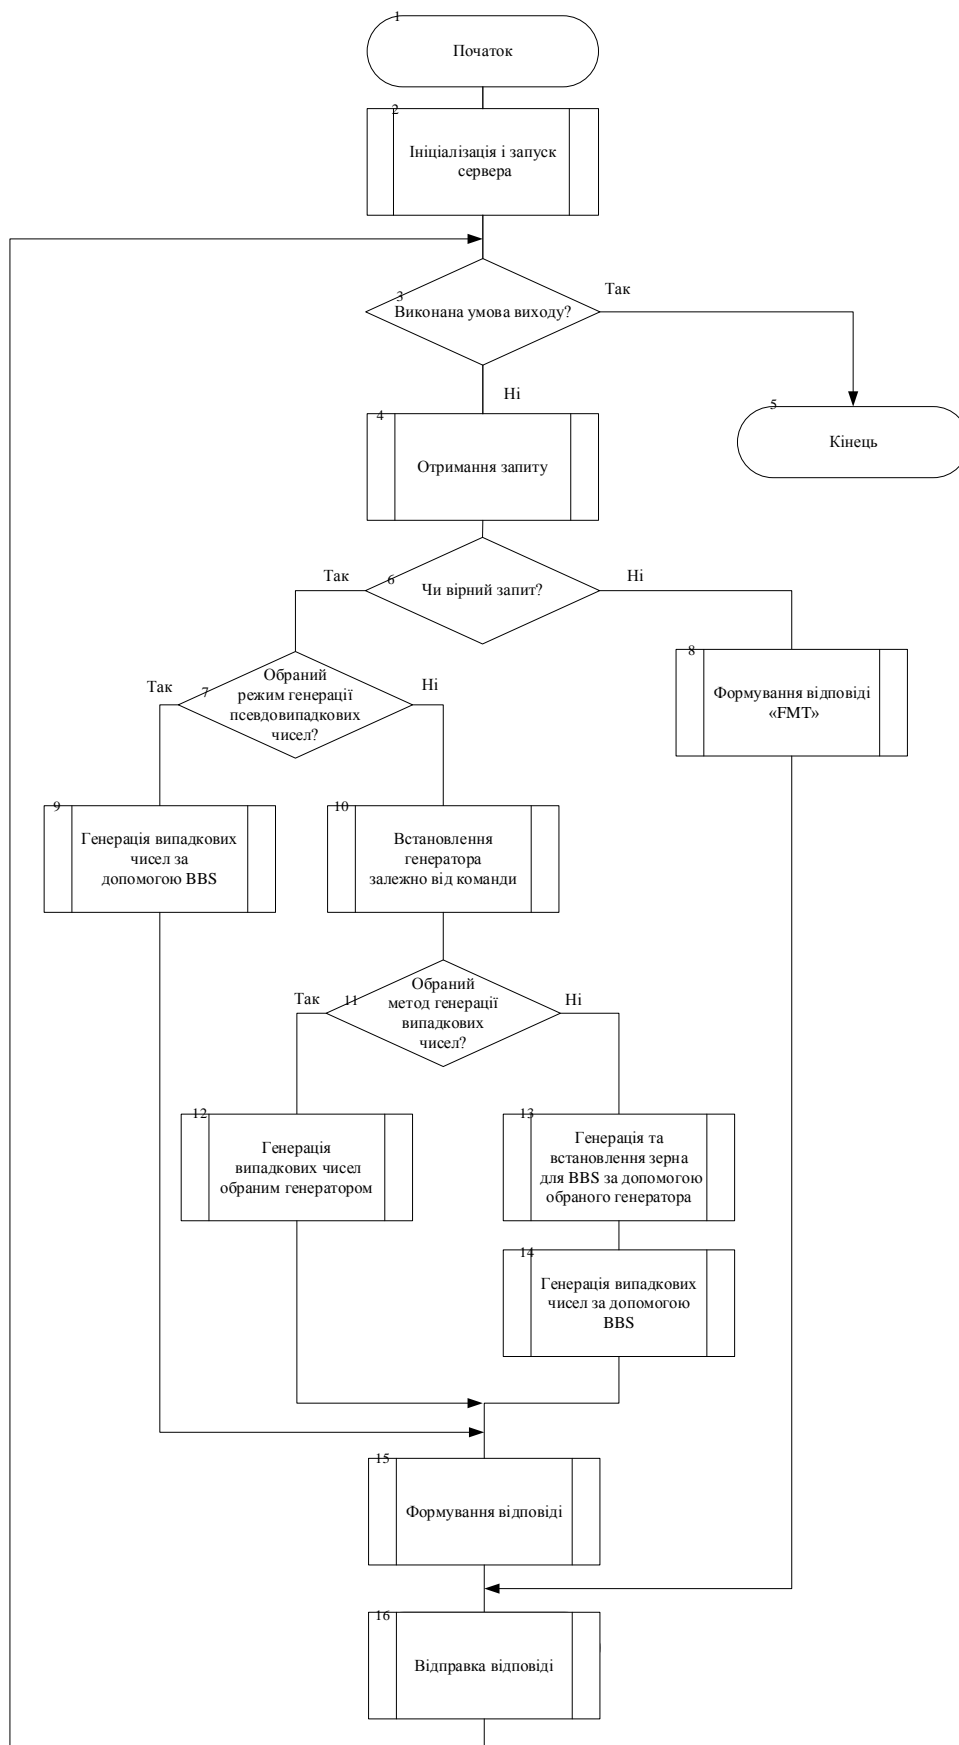 1
Початок
2
Ініціалізація і запуск
сервера
3
Виконана умова виходу?
Так
Ні
4
Отримання запиту
5
Кінець
6
Чи вірний запит?
Так
Ні
7
Обраний
режим генерації
псевдовипадкових
чисел?
Так
Ні
8
Формування відповіді
«FMT»
9
Генерація випадкових
чисел за
допомогою BBS
10
Встановлення
генератора
залежно від команди
11
Обраний
метод генерації
випадкових
чисел?
Так
Ні
12
Генерація
випадкових чисел
обраним генератором
13
Генерація та
встановлення зерна
для BBS за допомогою
обраного генератора
14
Генерація випадкових
чисел за допомогою
BBS
15
Формування відповіді
16
Відправка відповіді